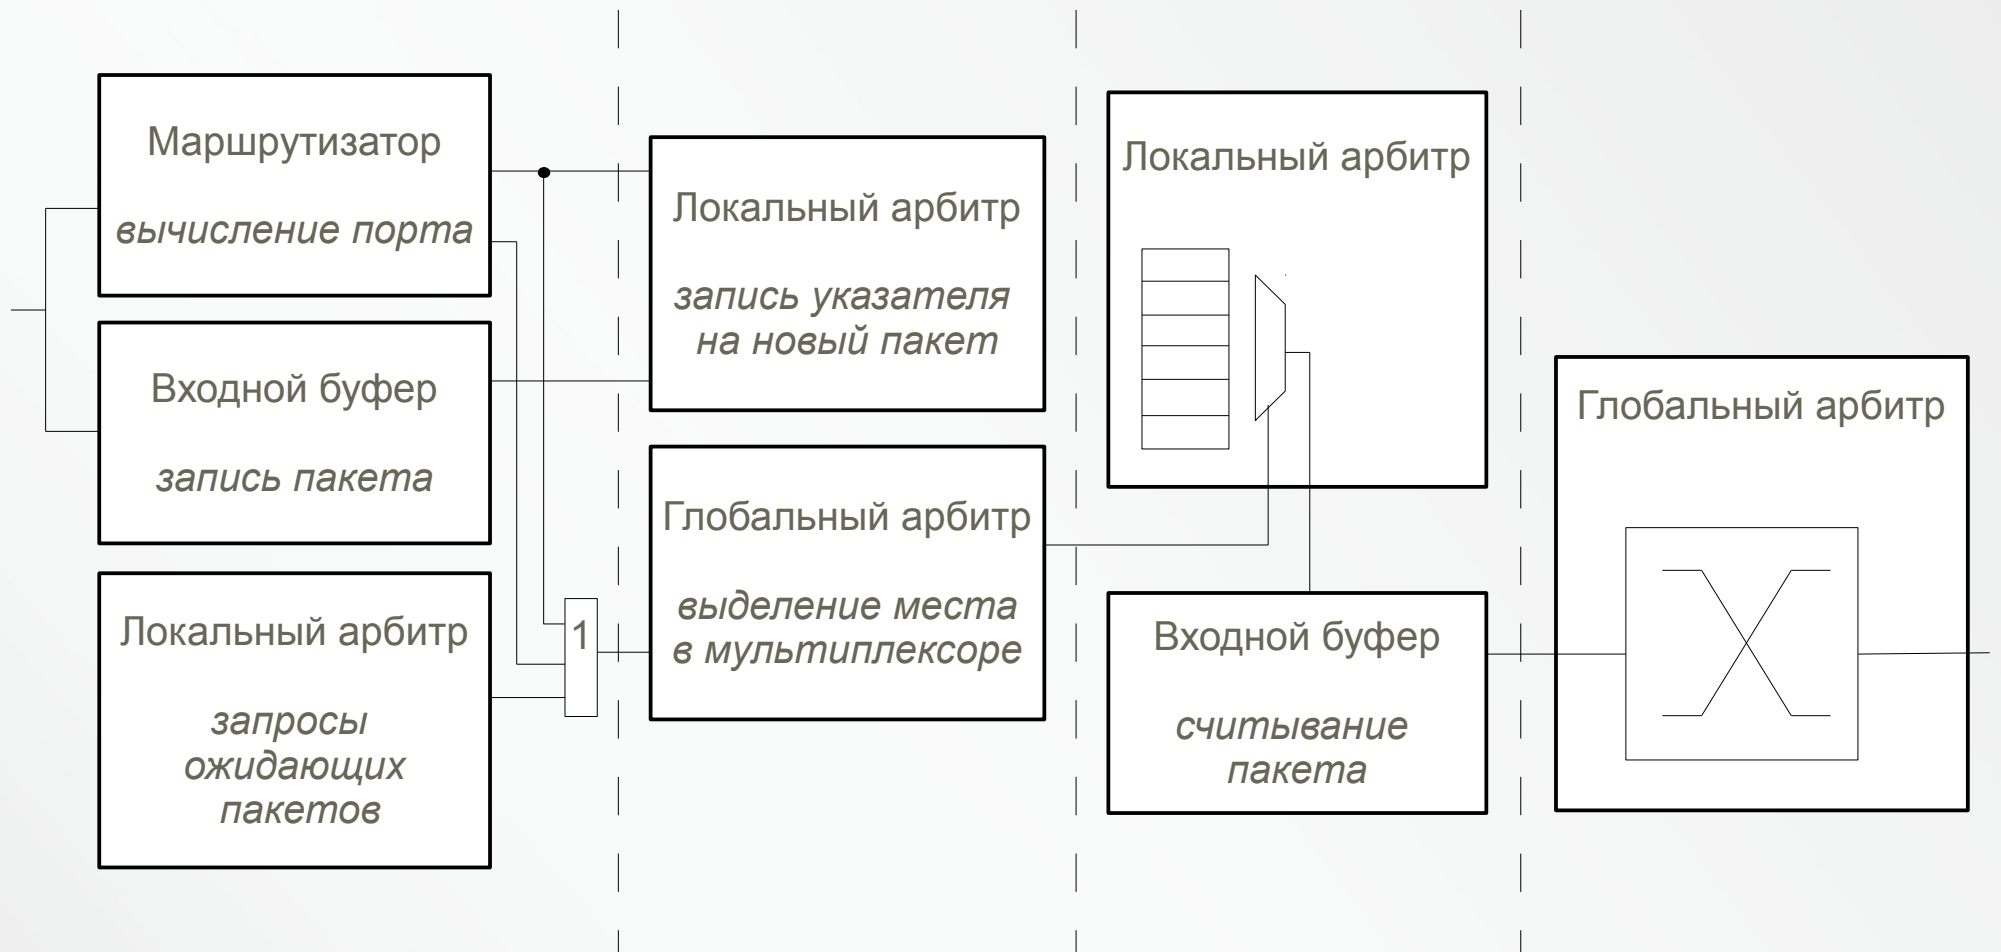 Маршрутизатор
вычисление порта
Входной буфер
запись пакета
Локальный арбитр
запросы
ожидающих
пакетов
1
Локальный арбитр
запись указателя
на новый пакет
Глобальный арбитр
выделение места
в мультиплексоре
Локальный арбитр
Входной буфер
считывание
пакета
Глобальный арбитр